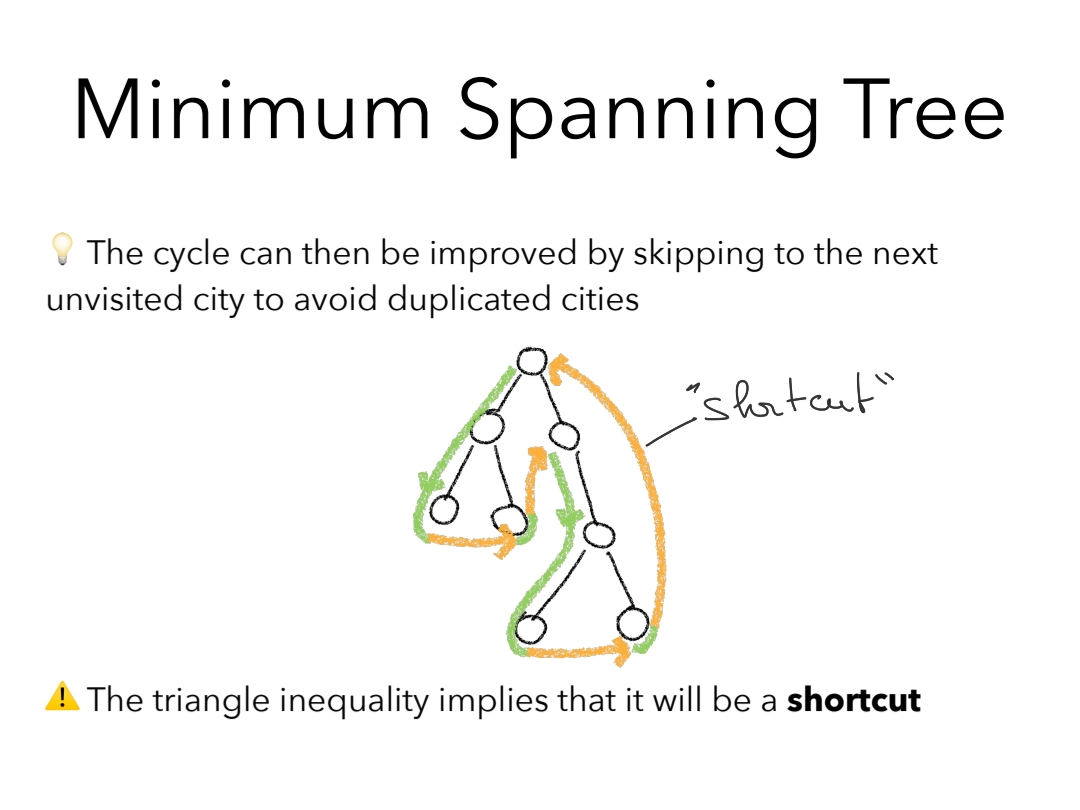 Minimum Spanning Tree
💡 The cycle can then be improved by skipping to the next
unvisited city to avoid duplicated cities
"shortcut"
⚠️ The triangle inequality implies that it will be a shortcut